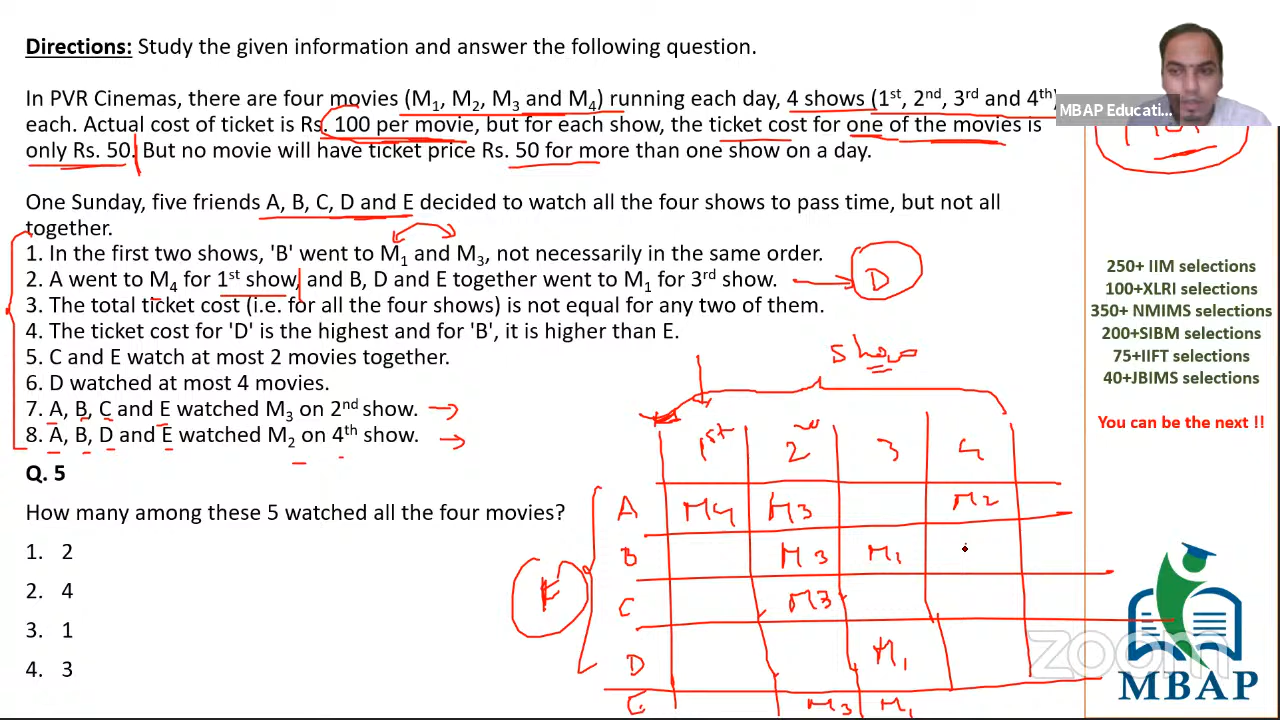 Directions: Study the given information and answer the following question.
In PVR Cinemas, there are four movies (M1, M2, M3 and M4) running each day, 4 shows (1st, 2nd, 3rd and 4th)
each. Actual cost of ticket is Rs. 100 per movie, but for each show, the ticket cost for one of the movies is
only Rs. 50. But no movie will have ticket price Rs. 50 for more than one show on a day.
One Sunday, five friends A, B, C, D and E decided to watch all the four shows to pass time, but not all
together.
1. In the first two shows, 'B' went to M1 and M3, not necessarily in the same order.
2. A went to M4 for 1st show, and B, D and E together went to M1 for 3rd show.
3. The total ticket cost (i.e. for all the four shows) is not equal for any two of them.
4. The ticket cost for 'D' is the highest and for 'B', it is higher than E.
5. C and E watch at most 2 movies together.
6. D watched at most 4 movies.
7. A, B, C and E watched M3 on 2nd show.
8. A, B, D and E watched M2 on 4th show.
Q. 5
How many among these 5 watched all the four movies?
1. 2
2. 4
3. 1
4. 3
MBAP Educati...
250+ IIM selections
100+XLRI selections
350+ NMIMS selections
200+SIBM selections
75+IIFT selections
40+JBIMS selections
You can be the next !!
D
Show
1st 2nd 3 4
A M4 M3 M2
B M3 M1
C M3
D M1
E M3 M1
zoom
MBAP